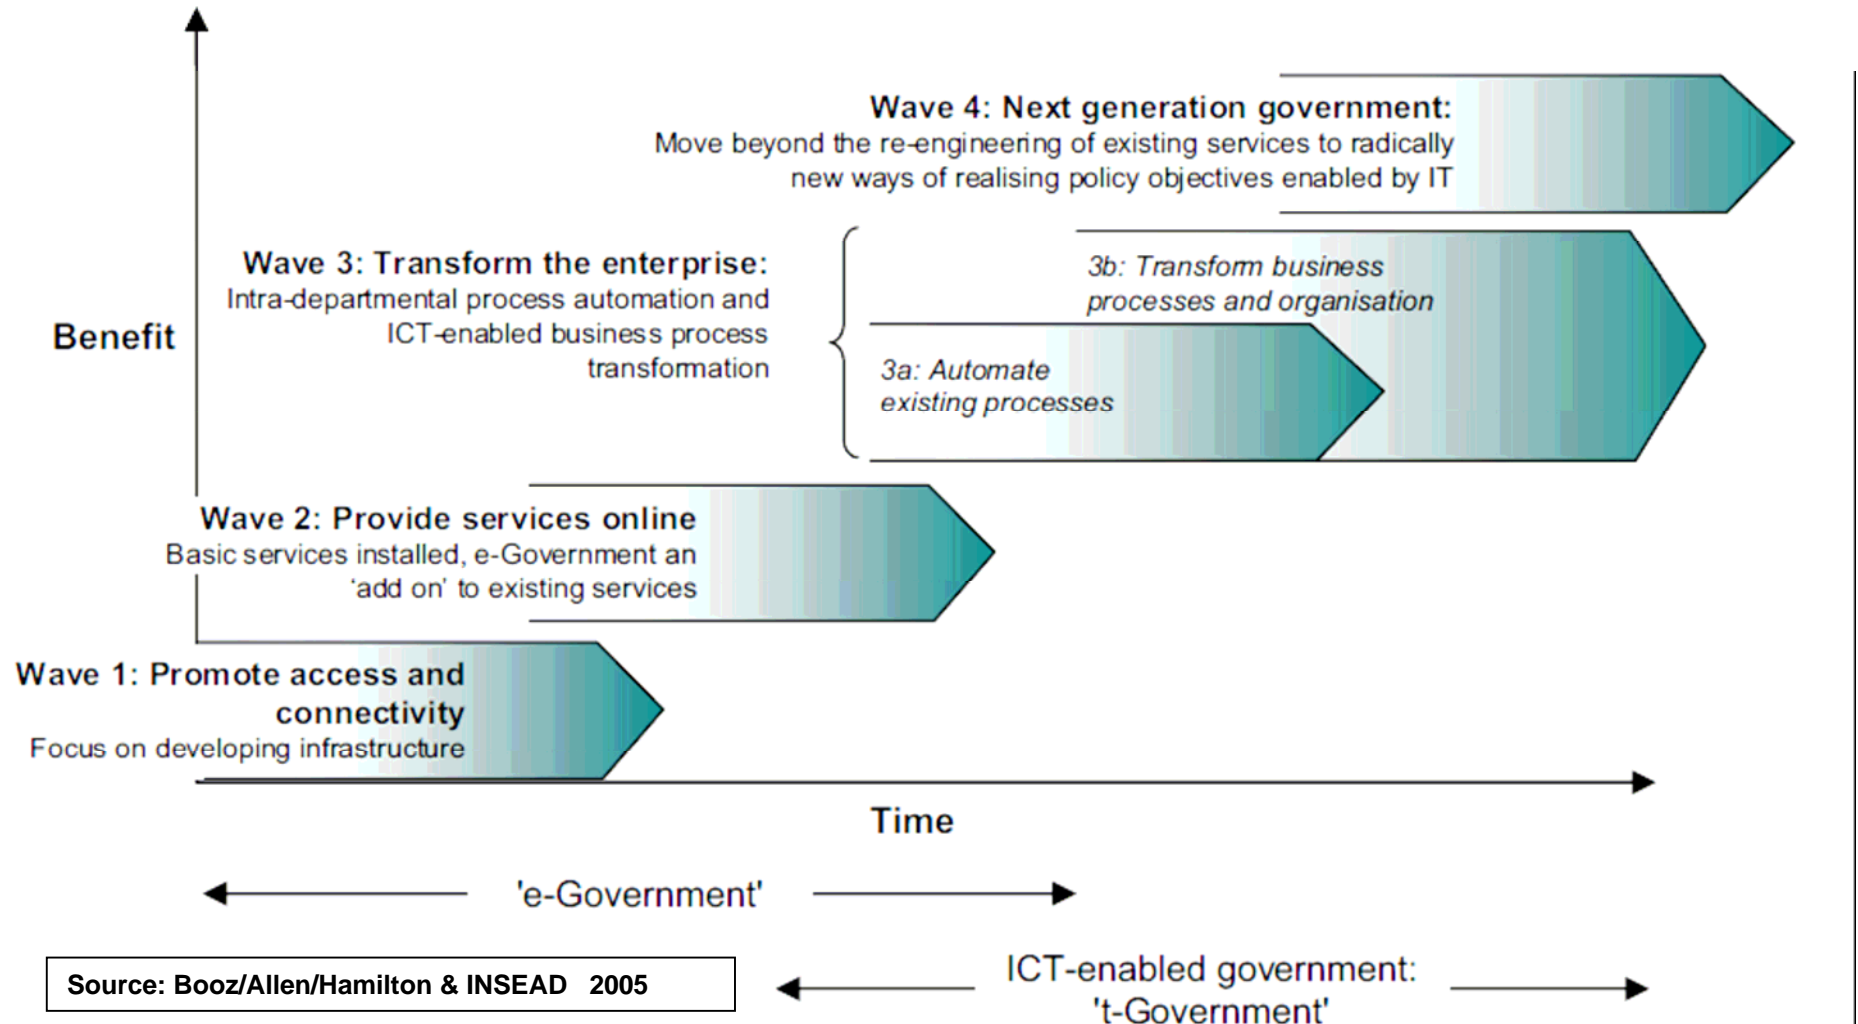 Wave 4: Next generation government:
Move beyond the re-engineering of existing services to radically
new ways of realising policy objectives enabled by IT
Wave 3: Transform the enterprise:
Intra-departmental process automation and
ICT-enabled business process
transformation
3b: Transform business
processes and organisation
3a: Automate
existing processes
Benefit
Wave 2: Provide services online
Basic services installed, e-Government an
‘add on’ to existing services
Wave 1: Promote access and
connectivity
Focus on developing infrastructure
Time
'e-Government'
ICT-enabled government:
't-Government'
Source: Booz/Allen/Hamilton & INSEAD 2005